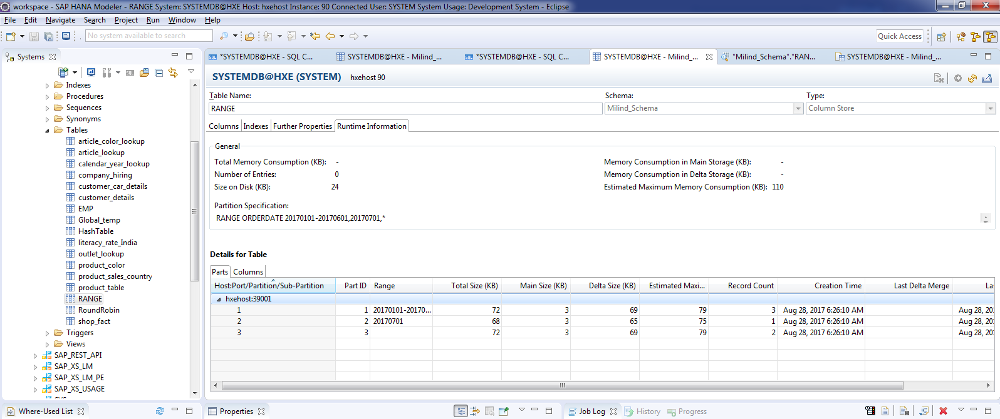 workspace - SAP HANA Modeler - RANGE System: SYSTEMDB@HXE Host: hxehost Instance: 90 Connected User: SYSTEM System Usage: Development System - Eclipse
File Edit Navigate Search Project Run Window Help
No system available to search
Quick Access
Systems
*SYSTEMDB@HXE - SQL C...
SYSTEMDB@HXE - Milind_...
*SYSTEMDB@HXE - SQL C...
SYSTEMDB@HXE - Milind_...
"Milind_Schema"."RAN...
SYSTEMDB@HXE - Milind_...
Indexes
Procedures
Sequences
Synonyms
Tables
article_color_lookup
article_lookup
calendar_year_lookup
company_hiring
customer_car_details
customer_details
EMP
Global_temp
HashTable
literacy_rate_India
outlet_lookup
product_color
product_sales_country
product_table
RANGE
RoundRobin
shop_fact
Triggers
Views
SAP_REST_API
SAP_XS_LM
SAP_XS_LM_PE
SAP_XS_USAGE
SYSTEMDB@HXE (SYSTEM) hxehost 90
Table Name: Schema: Type:
RANGE Milind_Schema Column Store
Columns Indexes Further Properties Runtime Information
General
Total Memory Consumption (KB): - Memory Consumption in Main Storage (KB): -
Number of Entries: 0 Memory Consumption in Delta Storage (KB): -
Size on Disk (KB): 24 Estimated Maximum Memory Consumption (KB): 110
Partition Specification:
RANGE ORDERDATE 20170101-20170601,20170701,*
Details for Table
Parts Columns
Host:Port/Partition/Sub-Partition Part ID Range Total Size (KB) Main Size (KB) Delta Size (KB) Estimated Maxi... Record Count Creation Time Last Delta Merge La
hxehost:39001
1 1 20170101-20170... 72 3 69 79 3 Aug 28, 2017 6:26:10 AM Aug 28, 20
2 2 20170701 68 3 65 75 1 Aug 28, 2017 6:26:10 AM Aug 28, 20
3 3 72 3 69 79 2 Aug 28, 2017 6:26:10 AM Aug 28, 20
Where-Used List Properties Job Log History Progress